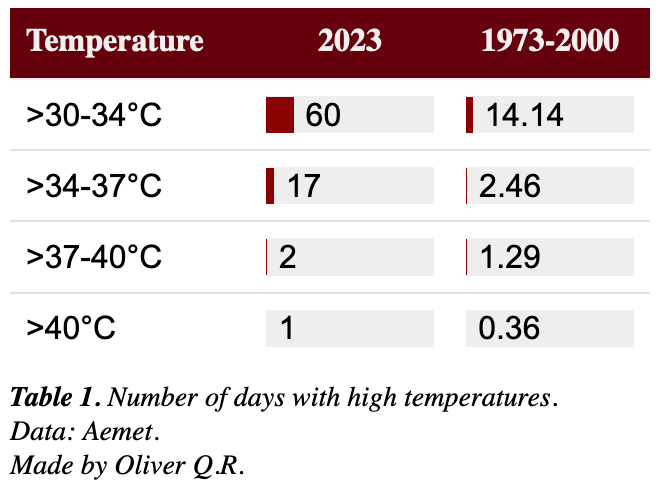 Temperature 2023 1973-2000
>30-34°C 60 14.14
>34-37°C 17 2.46
>37-40°C 2 1.29
>40°C 1 0.36
Table 1. Number of days with high temperatures.
Data: Aemet.
Made by Oliver Q.R.